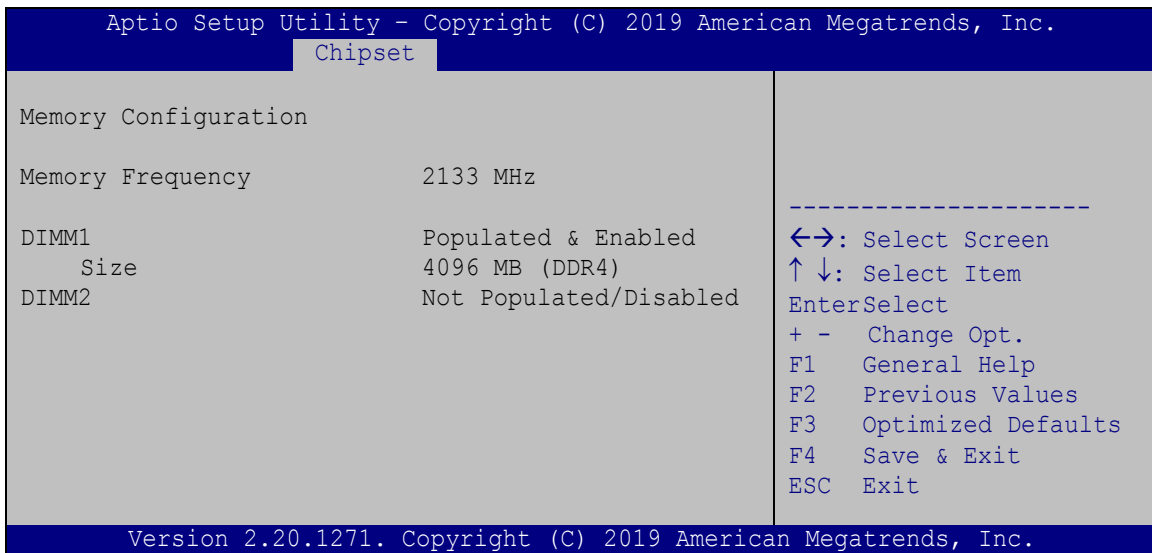 Aptio Setup Utility – Copyright (C) 2019 American Megatrends, Inc.
Chipset
Memory Configuration
Memory Frequency 2133 MHz
DIMM1 Populated & Enabled
Size 4096 MB (DDR4)
DIMM2 Not Populated/Disabled
----------------------
←→: Select Screen
↑ ↓: Select Item
EnterSelect
+ - Change Opt.
F1 General Help
F2 Previous Values
F3 Optimized Defaults
F4 Save & Exit
ESC Exit
Version 2.20.1271. Copyright (C) 2019 American Megatrends, Inc.